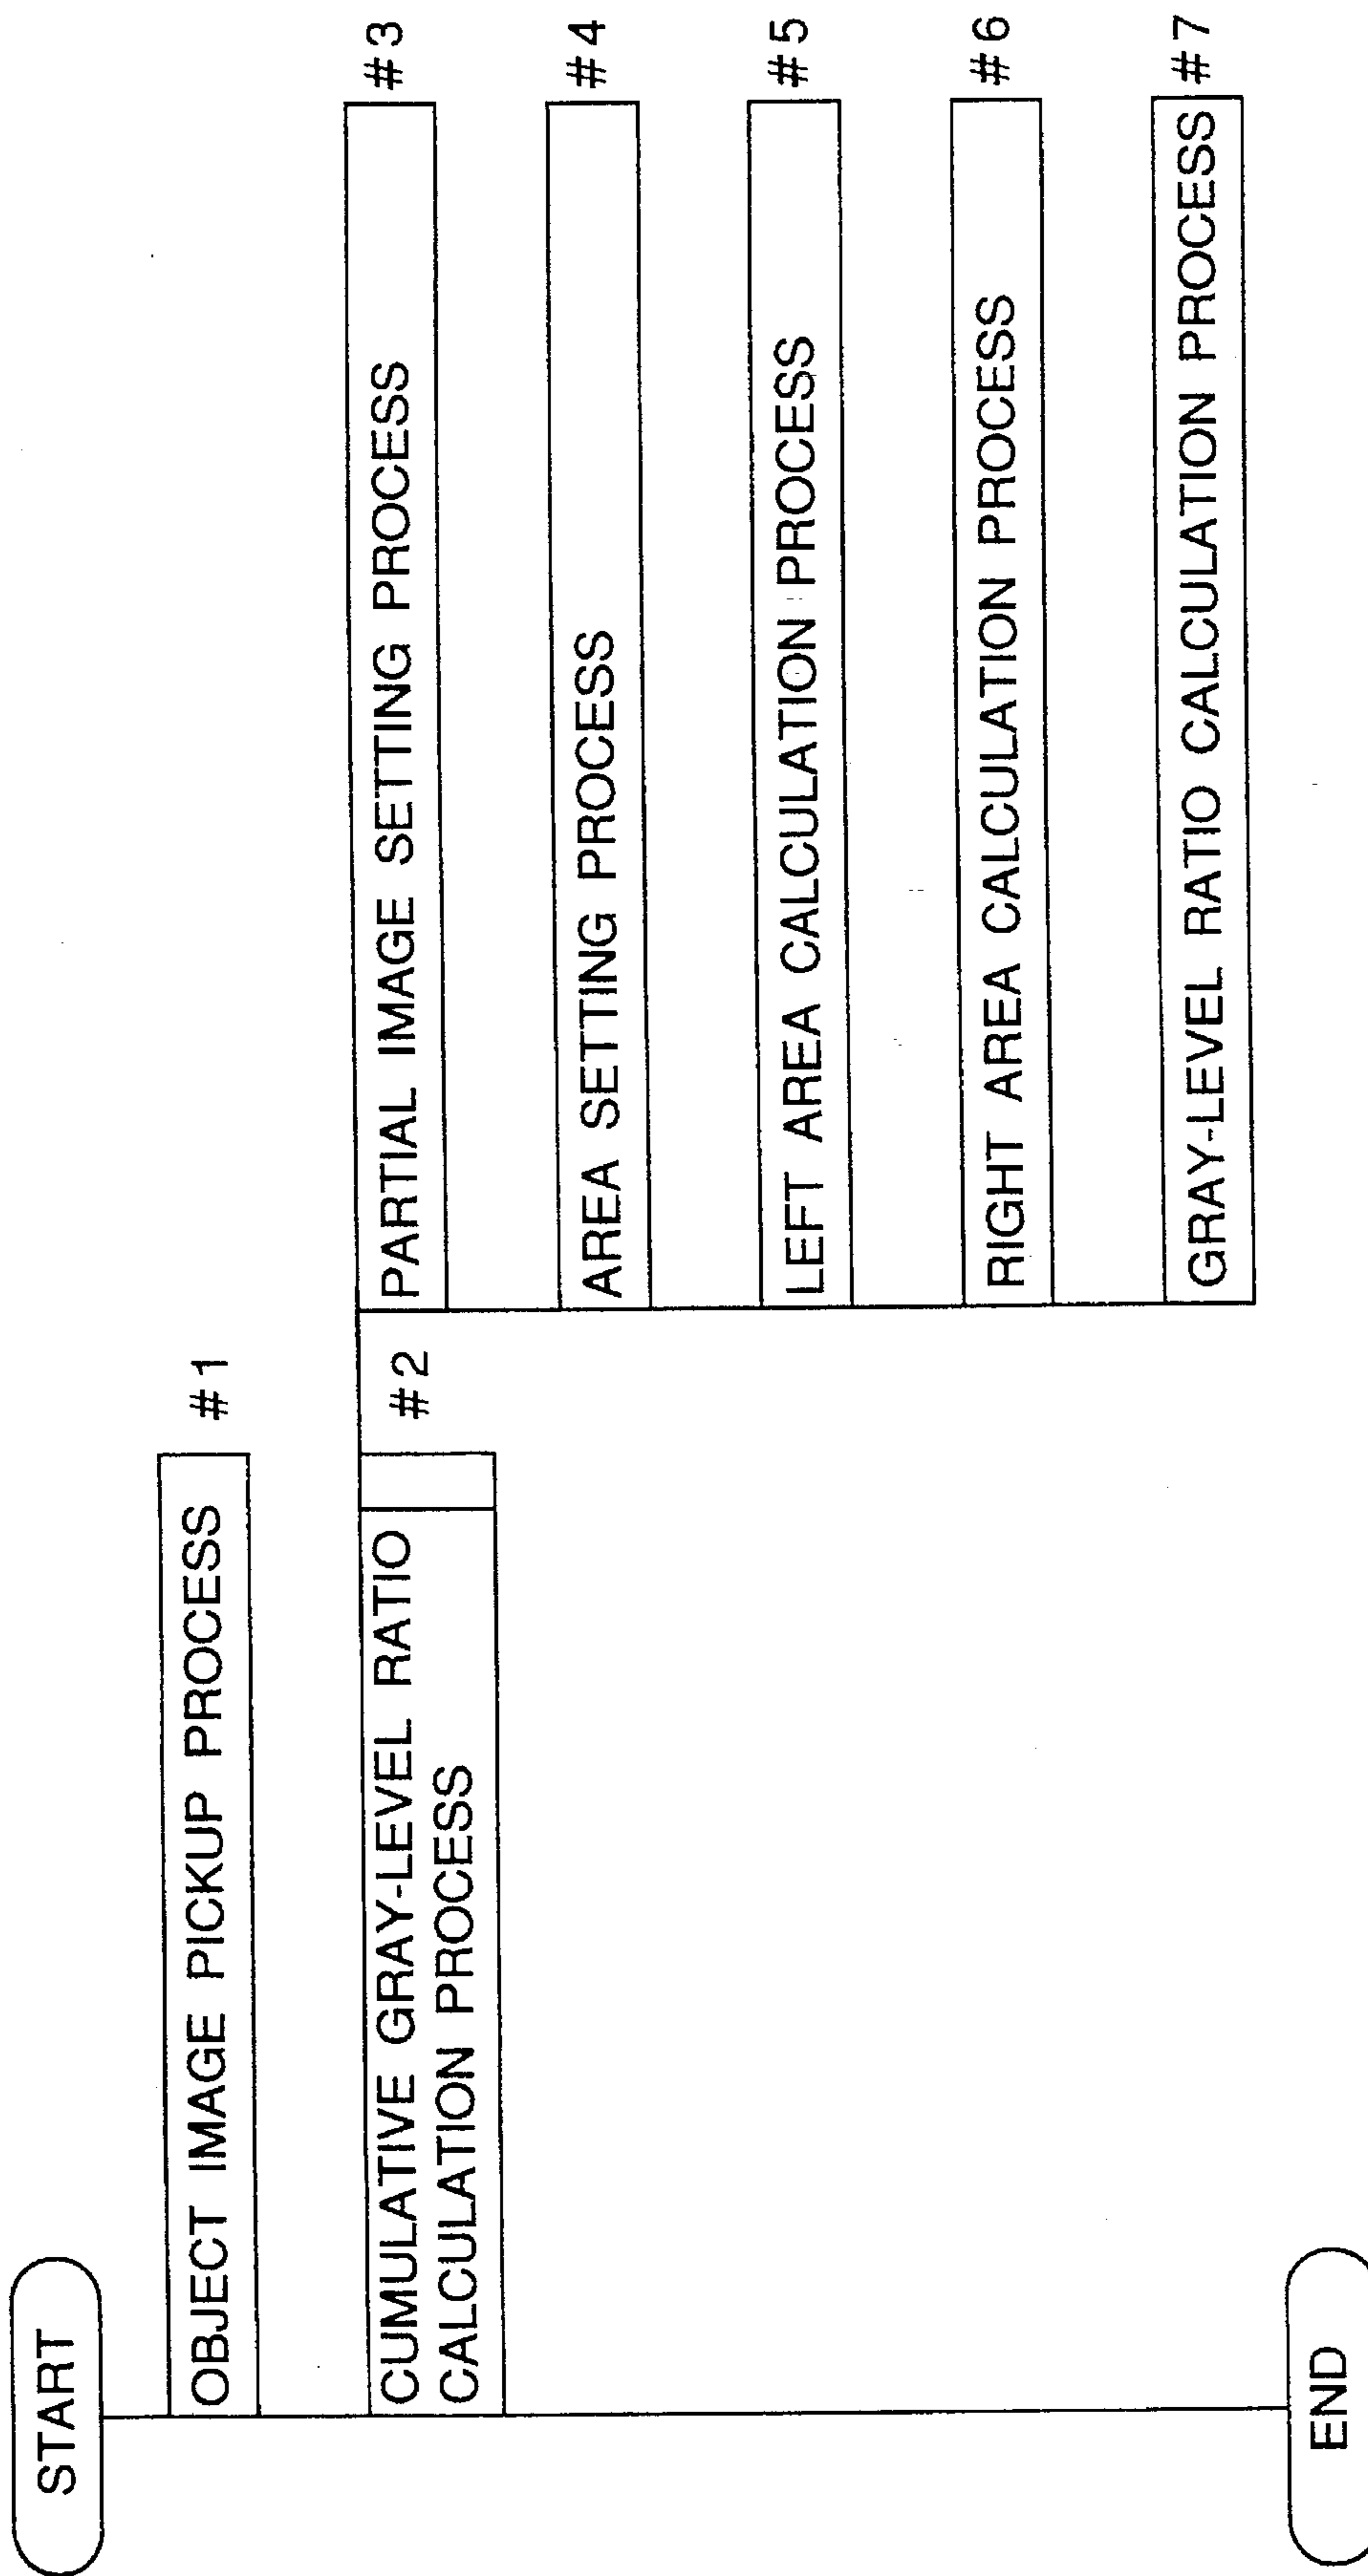 START
OBJECT IMAGE PICKUP PROCESS #1
CUMULATIVE GRAY-LEVEL RATIO
CALCULATION PROCESS
#2
PARTIAL IMAGE SETTING PROCESS #3
AREA SETTING PROCESS #4
LEFT AREA CALCULATION PROCESS #5
RIGHT AREA CALCULATION PROCESS #6
GRAY-LEVEL RATIO CALCULATION PROCESS #7
END